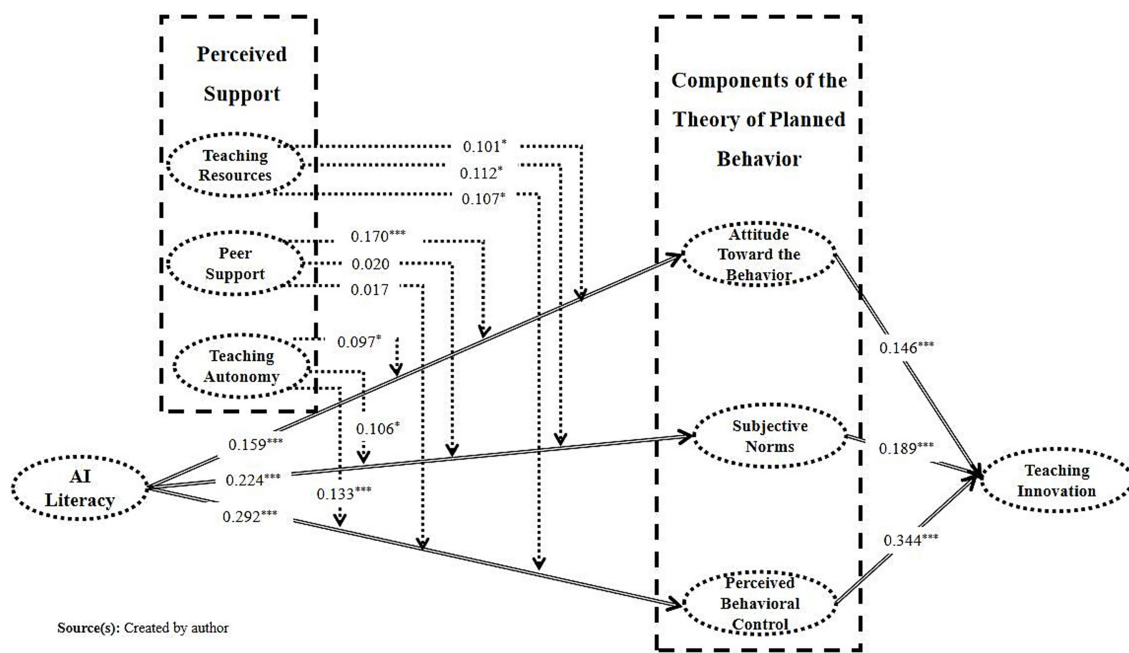 Perceived
Support
Components of the
Theory of Planned
Behavior
Teaching
Resources
0.101*
0.112*
0.107*
Peer
Support
0.170***
0.020
0.017
Attitude
Toward the
Behavior
Teaching
Autonomy
0.097*
0.146***
0.159***
0.106*
Subjective
Norms
0.189***
AI
Literacy
0.224***
0.133***
0.292***
Teaching
Innovation
0.344***
Perceived
Behavioral
Control
Source(s): Created by author